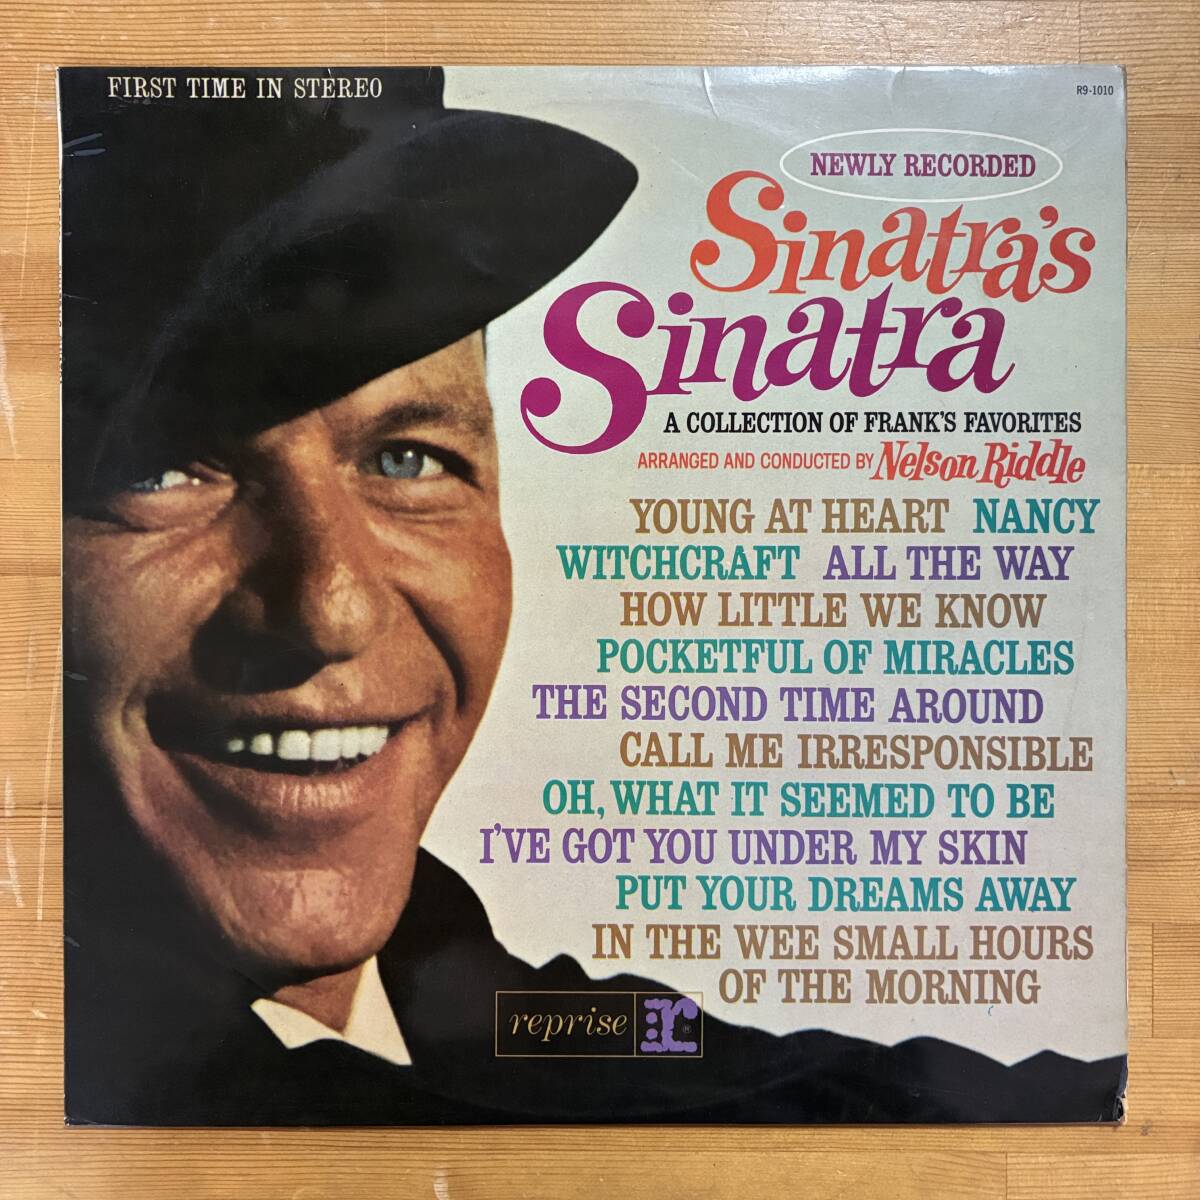 FIRST TIME IN STEREO
R9-1010
NEWLY RECORDED
Sinatra's
Sinatra
A COLLECTION OF FRANK'S FAVORITES
ARRANGED AND CONDUCTED BY Nelson Riddle
YOUNG AT HEART NANCY
WITCHCRAFT ALL THE WAY
HOW LITTLE WE KNOW
POCKETFUL OF MIRACLES
THE SECOND TIME AROUND
CALL ME IRRESPONSIBLE
OH, WHAT IT SEEMED TO BE
I'VE GOT YOU UNDER MY SKIN
PUT YOUR DREAMS AWAY
IN THE WEE SMALL HOURS
OF THE MORNING
reprise r ®